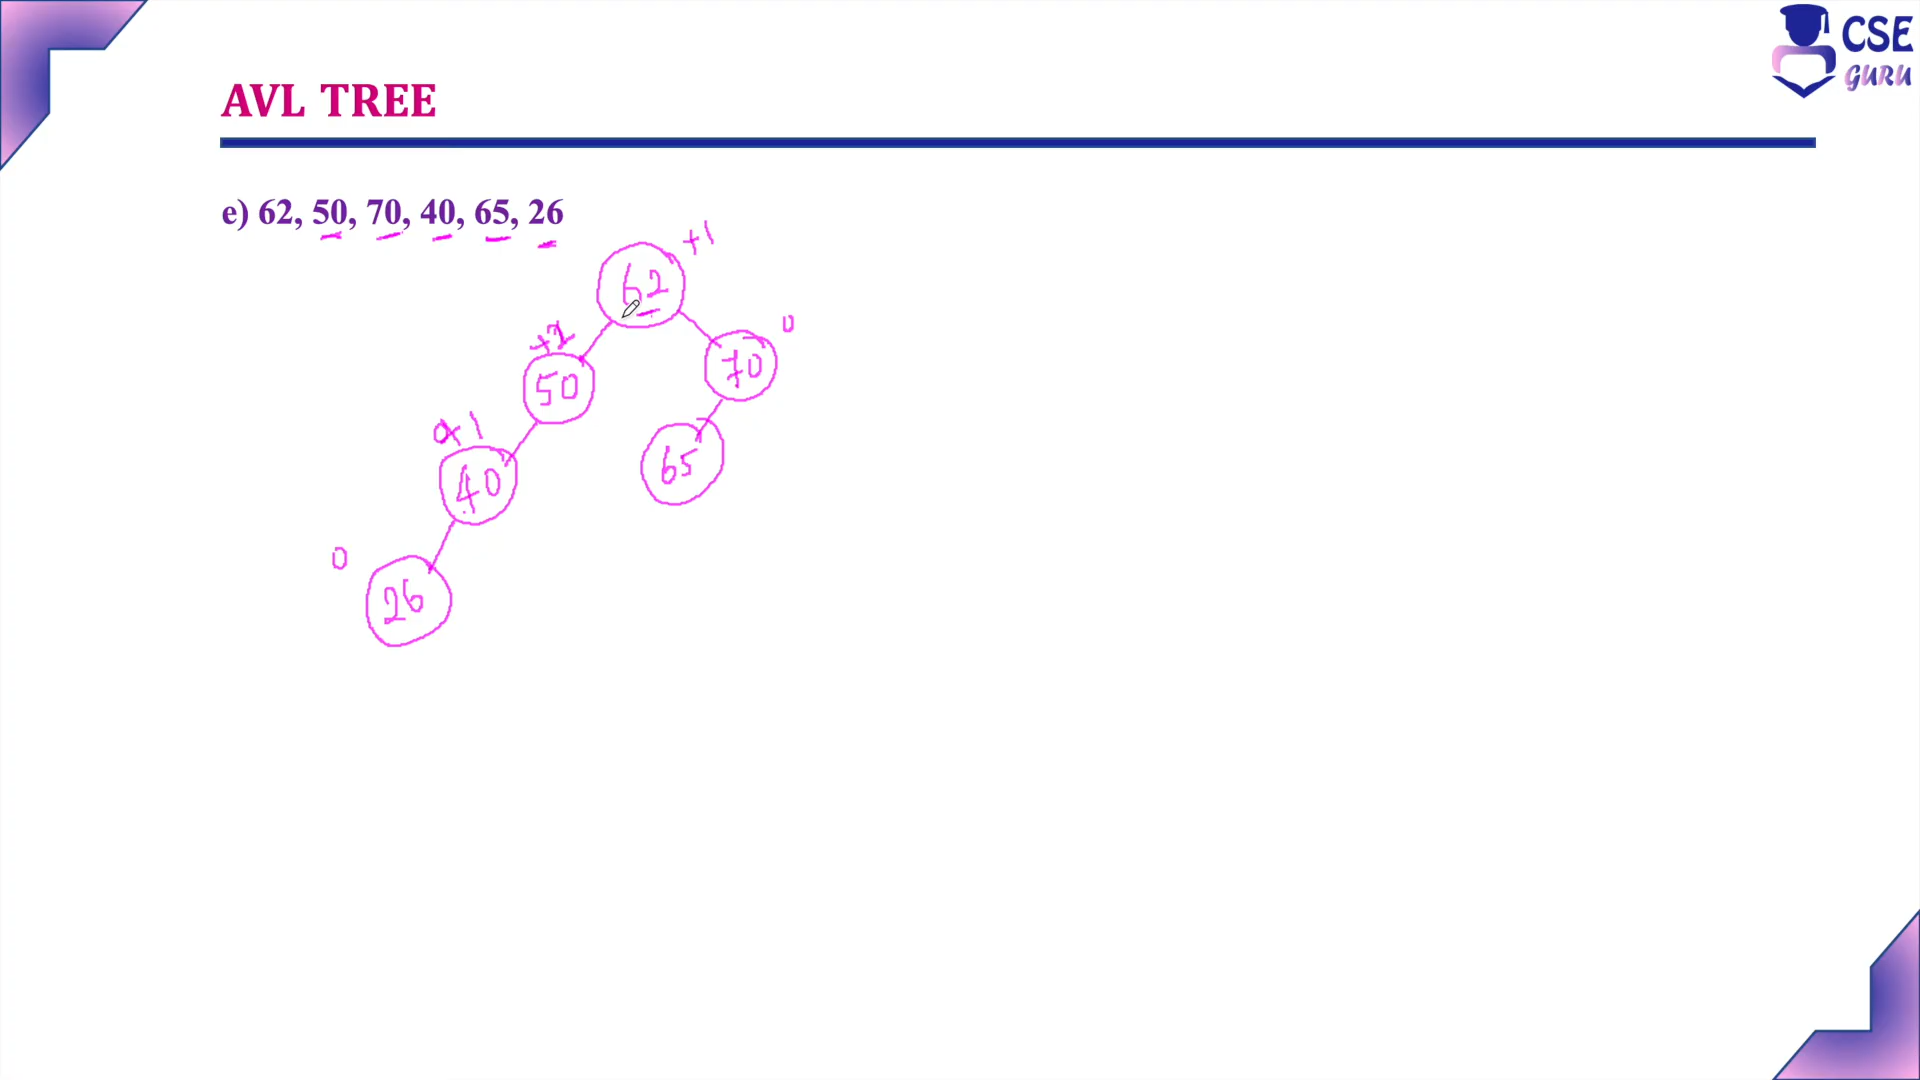 CSE
GURU
AVL TREE
e) 62, 50, 70, 40, 65, 26
+1
62
0
+2
70
50
+1
65
40
0
26